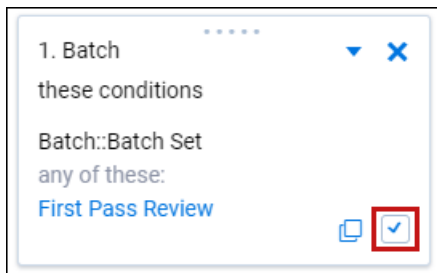 1. Batch
these conditions
Batch::Batch Set
any of these:
First Pass Review